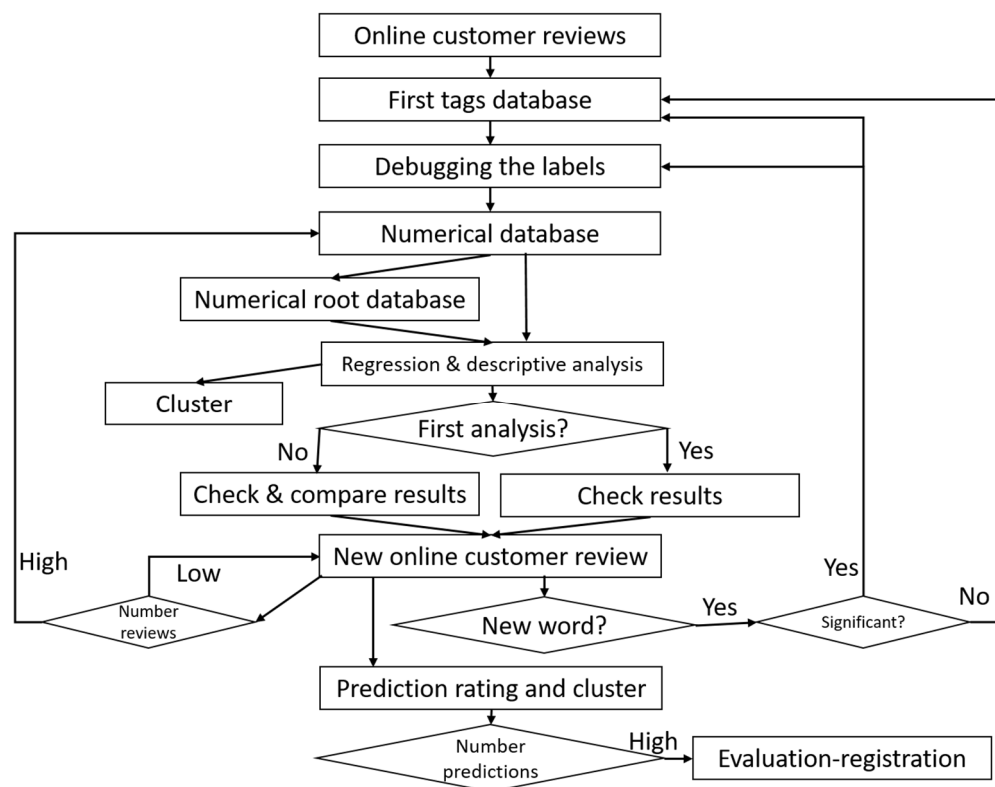 Online customer reviews
First tags database
Debugging the labels
Numerical database
Numerical root database
Regression & descriptive analysis
Cluster
First analysis?
No
Yes
Check & compare results
Check results
New online customer review
High
Low
Number
reviews
New word?
Yes
Yes
Significant?
No
Prediction rating and cluster
Number
predictions
High
Evaluation-registration